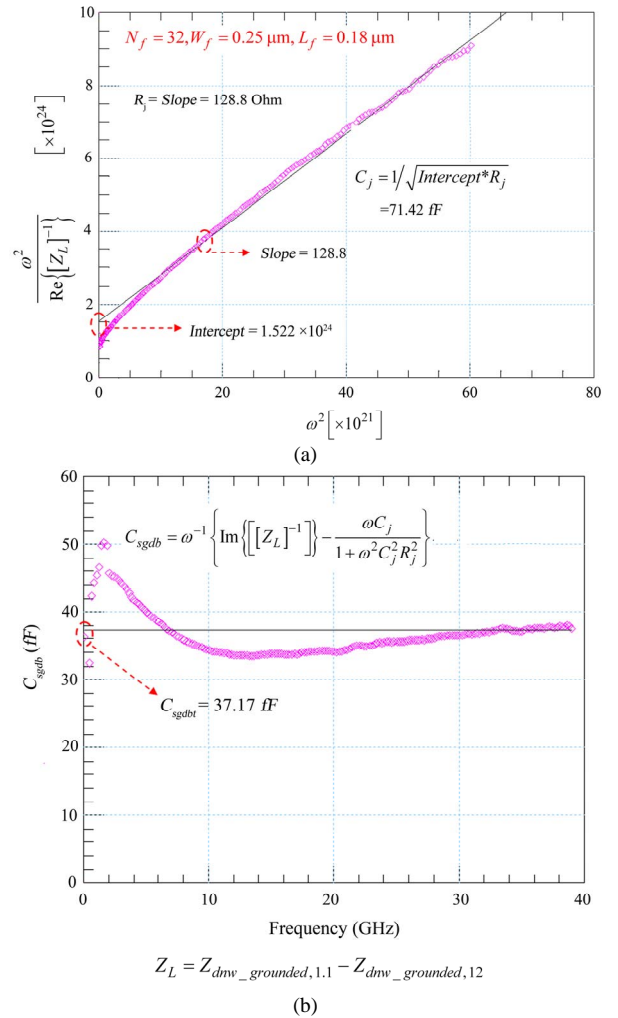 10
N_f = 32, W_f = 0.25 μm, L_f = 0.18 μm
8
R_j = Slope = 128.8 Ohm
[×10^24]
6
C_j = 1/√(Intercept*R_j)
=71.42 fF
ω^2 / Re{[Z_L]^-1}
4
Slope = 128.8
2
Intercept = 1.522 ×10^24
0
0 20 40 60 80
ω^2 [×10^21]
(a)
60
C_sgdb = ω^-1 {Im{[[Z_L]^-1]} − ωC_j / (1 + ω^2 C_j^2 R_j^2)}
50
40
C_sgdb (fF)
30
C_sgdbt = 37.17 fF
20
10
0
0 10 20 30 40
Frequency (GHz)
Z_L = Z_dnw_grounded,1.1 − Z_dnw_grounded,12
(b)